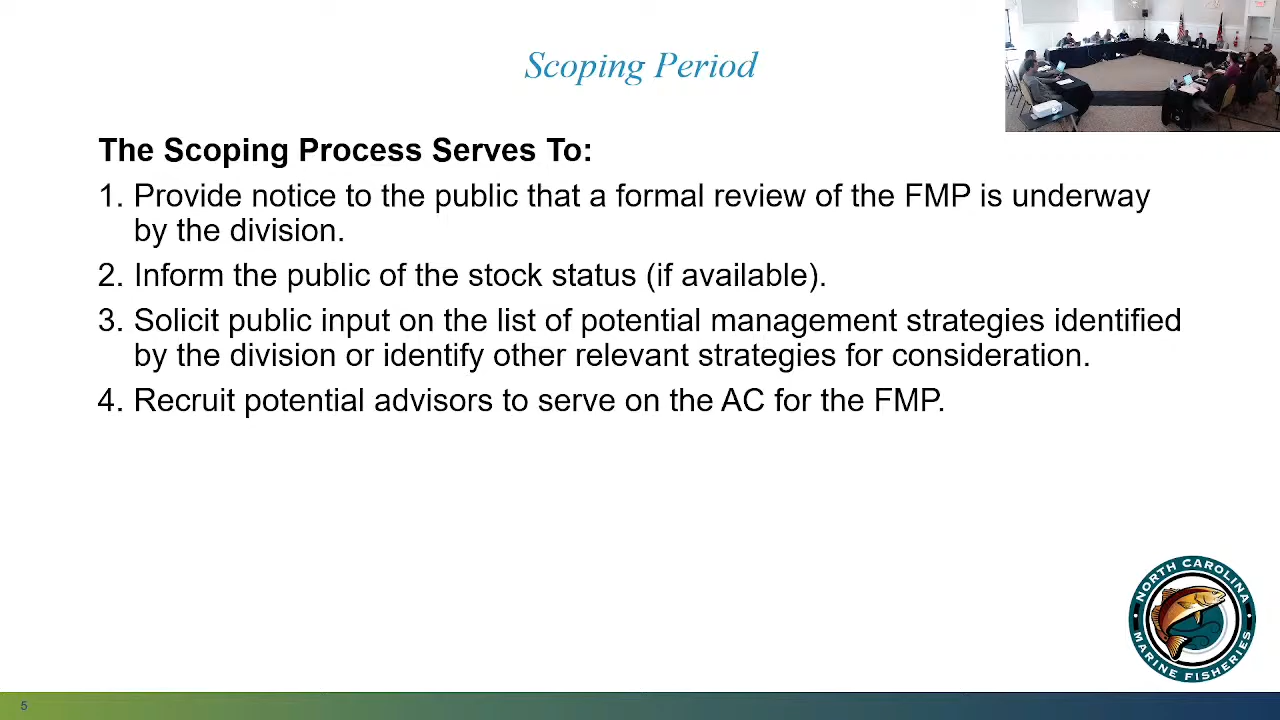 Scoping Period
The Scoping Process Serves To:
1. Provide notice to the public that a formal review of the FMP is underway
by the division.
2. Inform the public of the stock status (if available).
3. Solicit public input on the list of potential management strategies identified
by the division or identify other relevant strategies for consideration.
4. Recruit potential advisors to serve on the AC for the FMP.
NORTH CAROLINA
MARINE FISHERIES
5